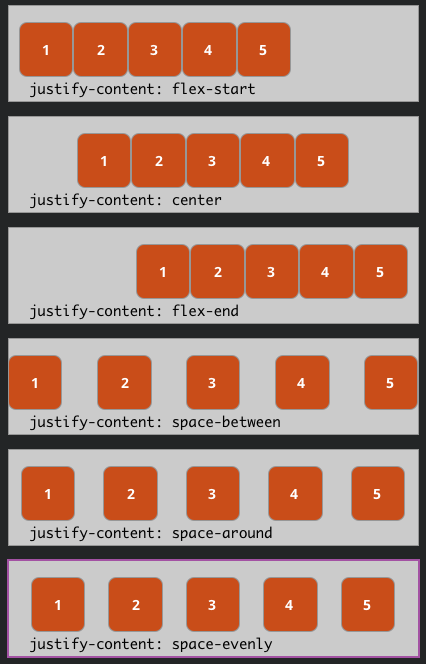 1 2 3 4 5
justify-content: flex-start
1 2 3 4 5
justify-content: center
1 2 3 4 5
justify-content: flex-end
1 2 3 4 5
justify-content: space-between
1 2 3 4 5
justify-content: space-around
1 2 3 4 5
justify-content: space-evenly